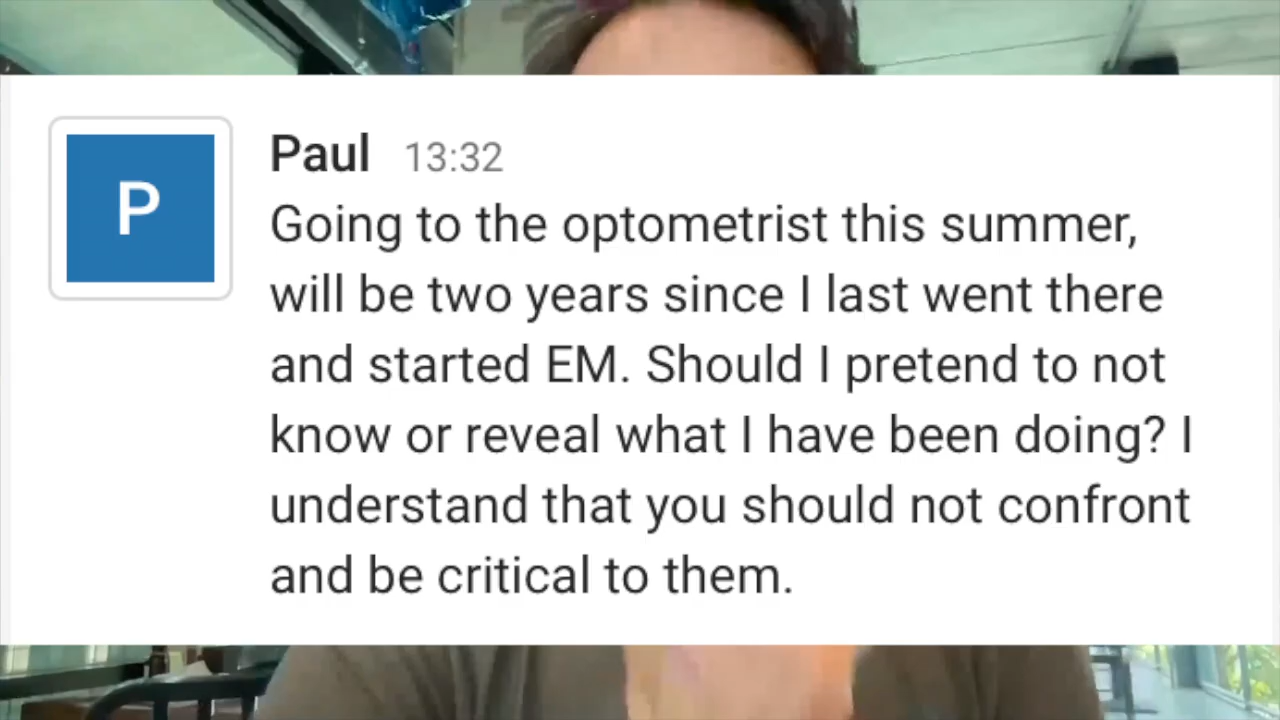 P
Paul 13:32
Going to the optometrist this summer,
will be two years since I last went there
and started EM. Should I pretend to not
know or reveal what I have been doing? I
understand that you should not confront
and be critical to them.